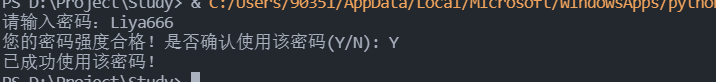 PS D:\Project\Study> & C:/Users/90351/AppData/Local/Microsoft/WindowsApps/pytho
请输入密码：Liya666
您的密码强度合格！是否确认使用该密码(Y/N): Y
已成功使用该密码！
PS D:\Project\Study>